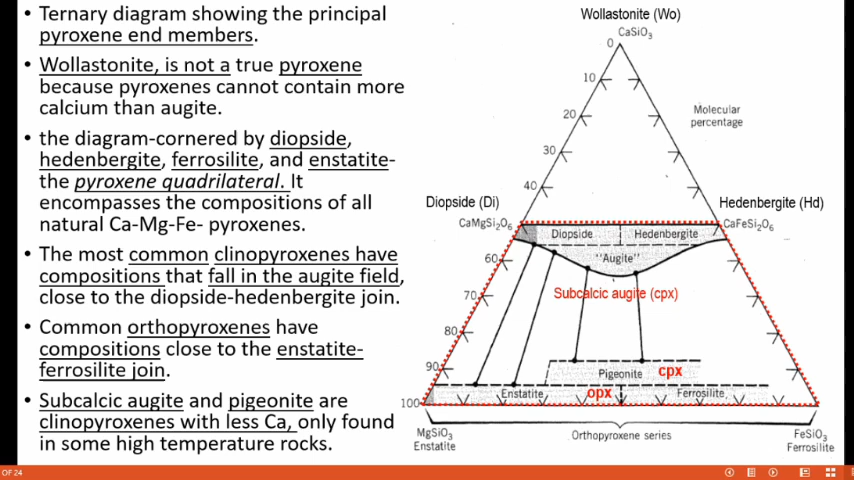 • Ternary diagram showing the principal
pyroxene end members.
• Wollastonite, is not a true pyroxene
because pyroxenes cannot contain more
calcium than augite.
• the diagram-cornered by diopside,
hedenbergite, ferrosilite, and enstatite-
the pyroxene quadrilateral. It
encompasses the compositions of all
natural Ca-Mg-Fe- pyroxenes.
• The most common clinopyroxenes have
compositions that fall in the augite field,
close to the diopside-hedenbergite join.
• Common orthopyroxenes have
compositions close to the enstatite-
ferrosilite join.
• Subcalcic augite and pigeonite are
clinopyroxenes with less Ca, only found
in some high temperature rocks.
Wollastonite (Wo)
CaSiO₃
0
10
20
30
40
Molecular
percentage
Diopside (Di)
CaMgSi₂O₆
Hedenbergite (Hd)
CaFeSi₂O₆
Diopside
Hedenbergite
"Augite"
60
Subcalcic augite (cpx)
70
80
90
Pigeonite
cpx
Enstatite
opx
Ferrosilite
100
MgSiO₃
Enstatite
Orthopyroxene series
FeSiO₃
Ferrosilite
OF 24